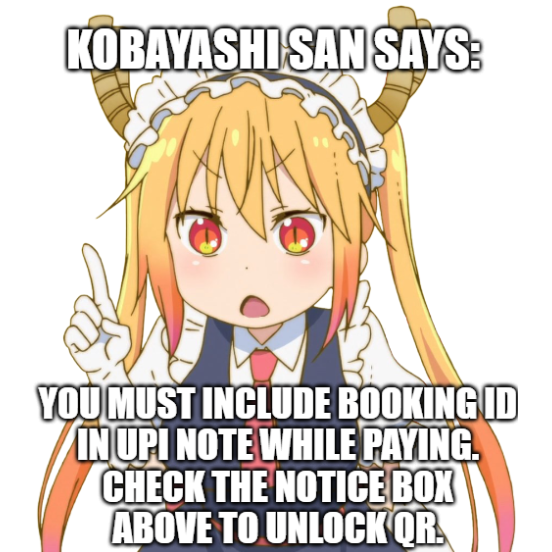 KOBAYASHI SAN SAYS:
YOU MUST INCLUDE BOOKING ID
IN UPI NOTE WHILE PAYING.
CHECK THE NOTICE BOX
ABOVE TO UNLOCK QR.